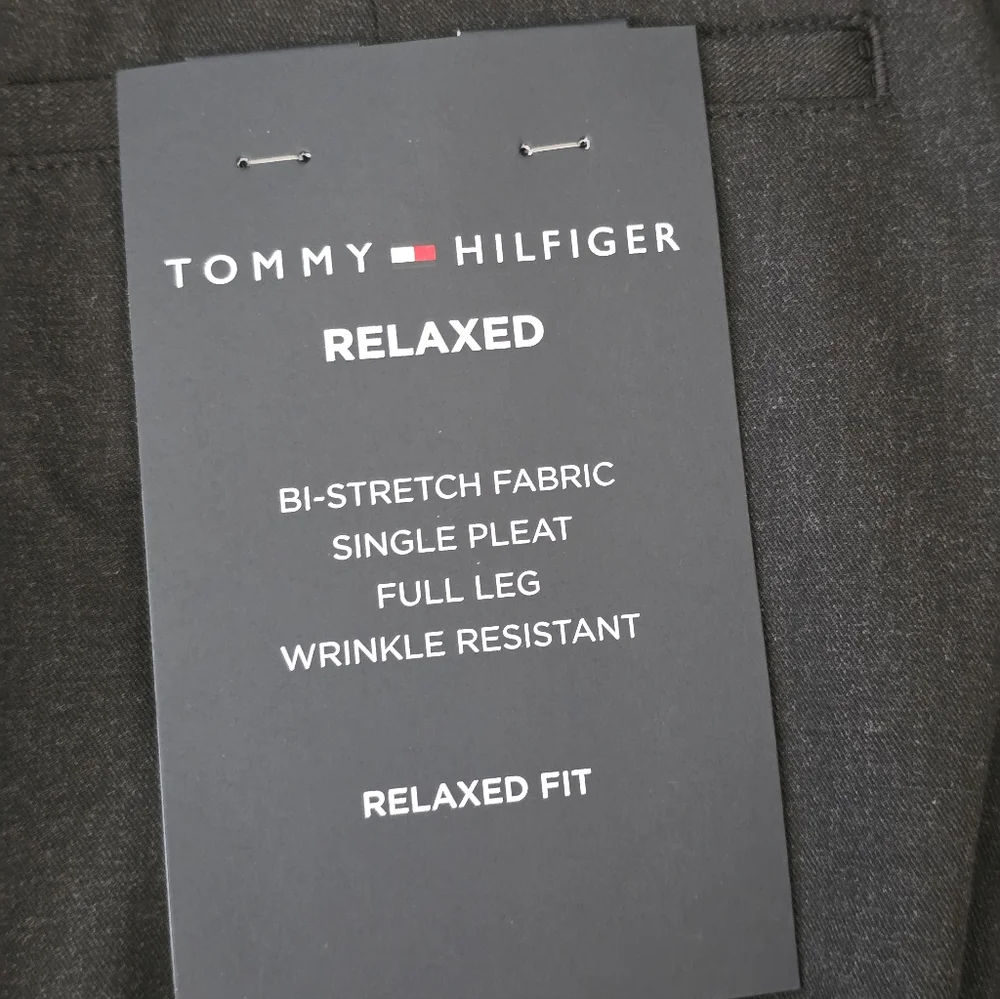 TOMMY HILFIGER
RELAXED
BI-STRETCH FABRIC
SINGLE PLEAT
FULL LEG
WRINKLE RESISTANT
RELAXED FIT